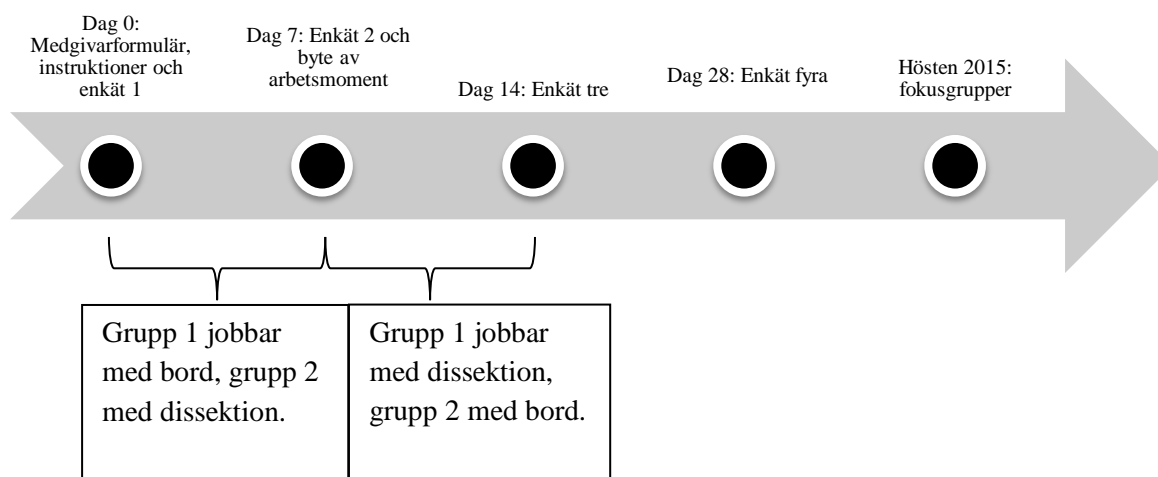 Dag 0:
Medgivarformulär,
instruktioner och
enkät 1
Dag 7: Enkät 2 och
byte av
arbetsmoment
Dag 14: Enkät tre
Dag 28: Enkät fyra
Hösten 2015:
fokusgrupper
Grupp 1 jobbar
med bord, grupp 2
med dissektion.
Grupp 1 jobbar
med dissektion,
grupp 2 med bord.